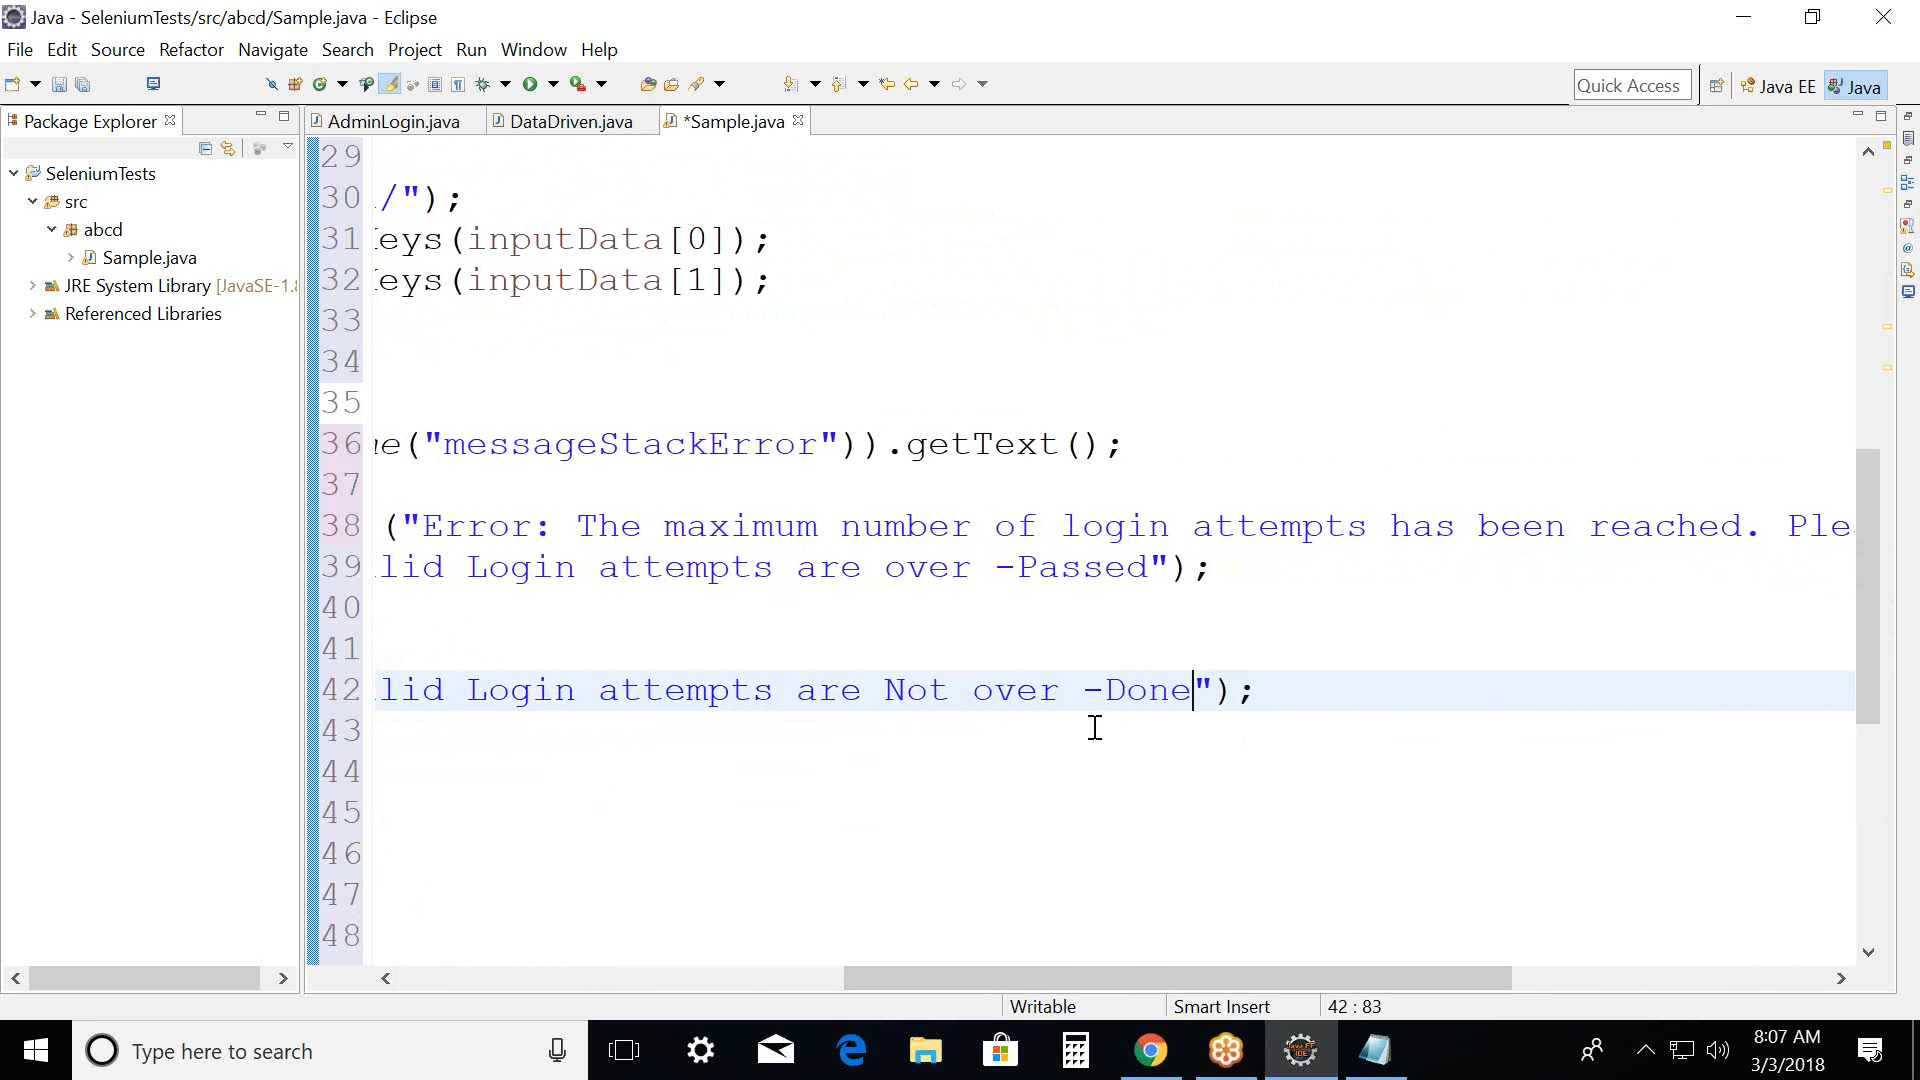 Java - SeleniumTests/src/abcd/Sample.java - Eclipse
File Edit Source Refactor Navigate Search Project Run Window Help
Quick Access Java EE Java
Package Explorer AdminLogin.java DataDriven.java *Sample.java
SeleniumTests
src
abcd
Sample.java
JRE System Library [JavaSE-1.8
Referenced Libraries
29
30 /");
31 Keys(inputData[0]);
32 Keys(inputData[1]);
33
34
35
36 me("messageStackError")).getText();
37
38 ("Error: The maximum number of login attempts has been reached. Ple
39 lid Login attempts are over -Passed");
40
41
42 lid Login attempts are Not over -Done");
43
44
45
46
47
48
Writable Smart Insert 42 : 83
Type here to search
8:07 AM
3/3/2018